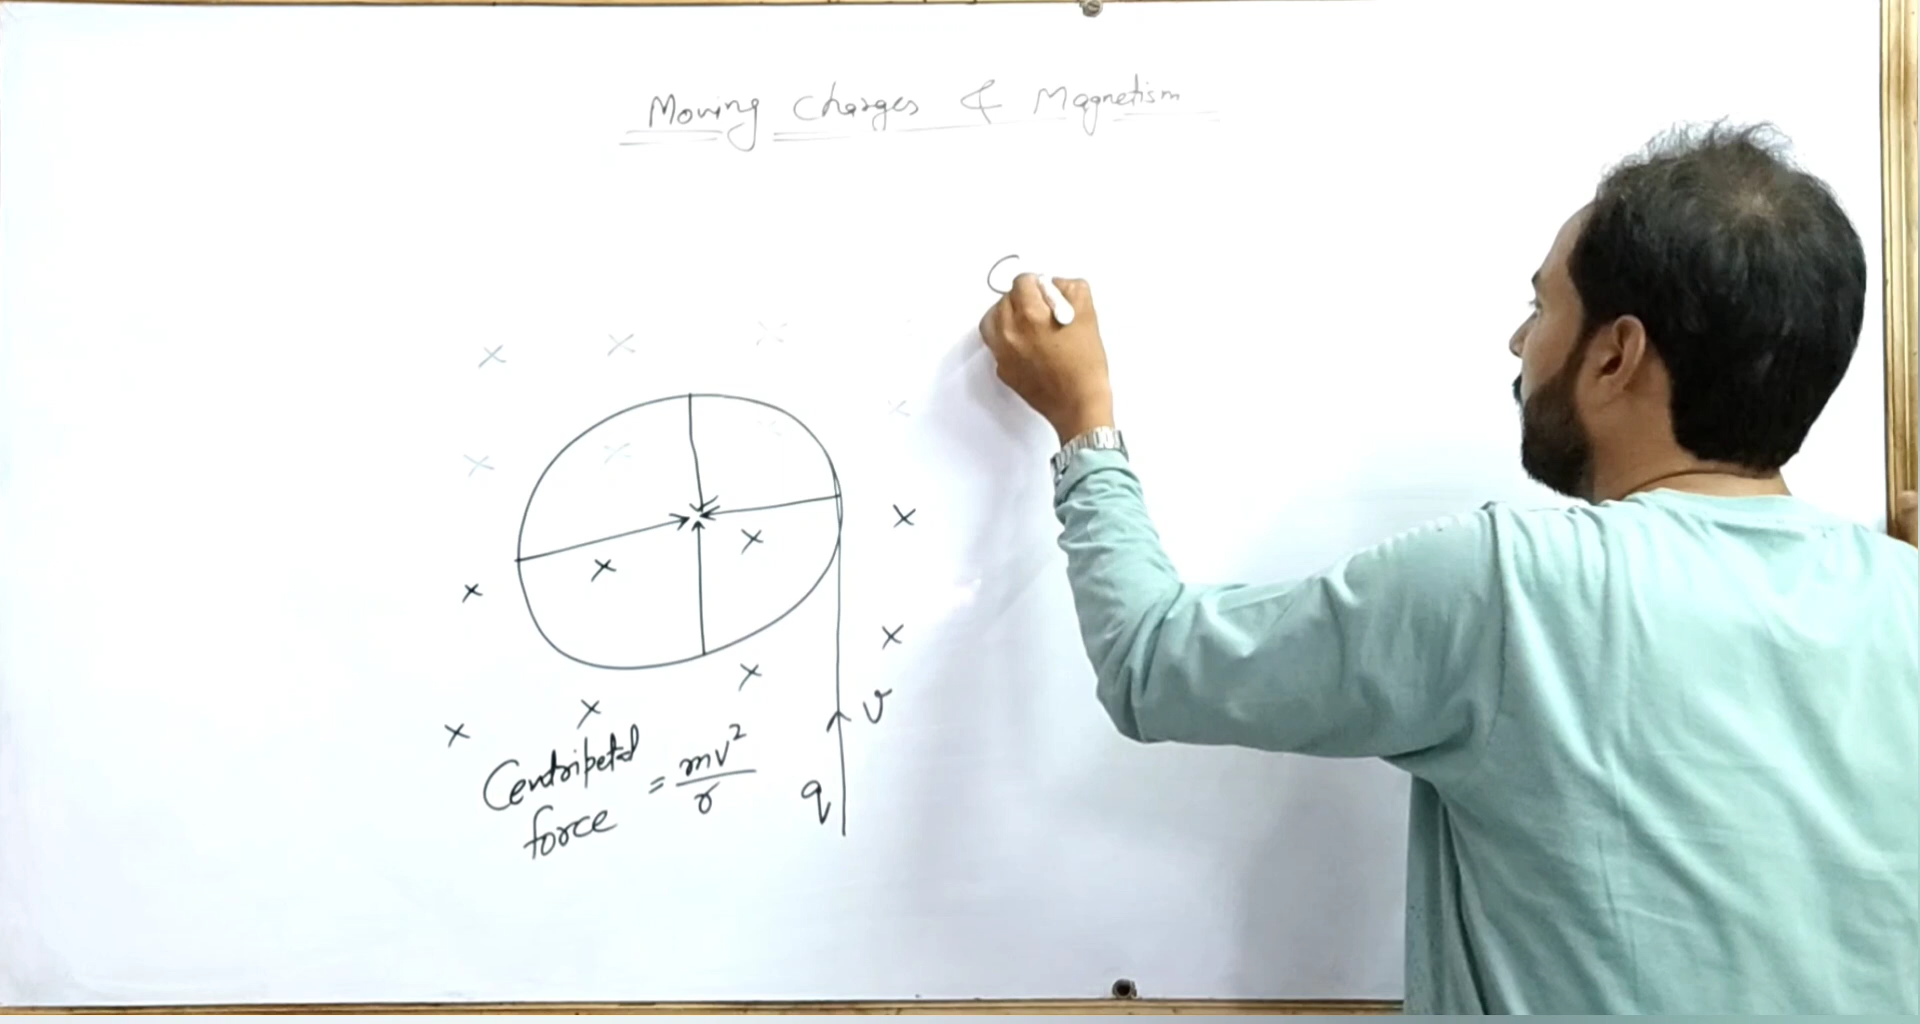 Moving Charges & Magnetism
C
v
Centripetal
force = mv²/r
q